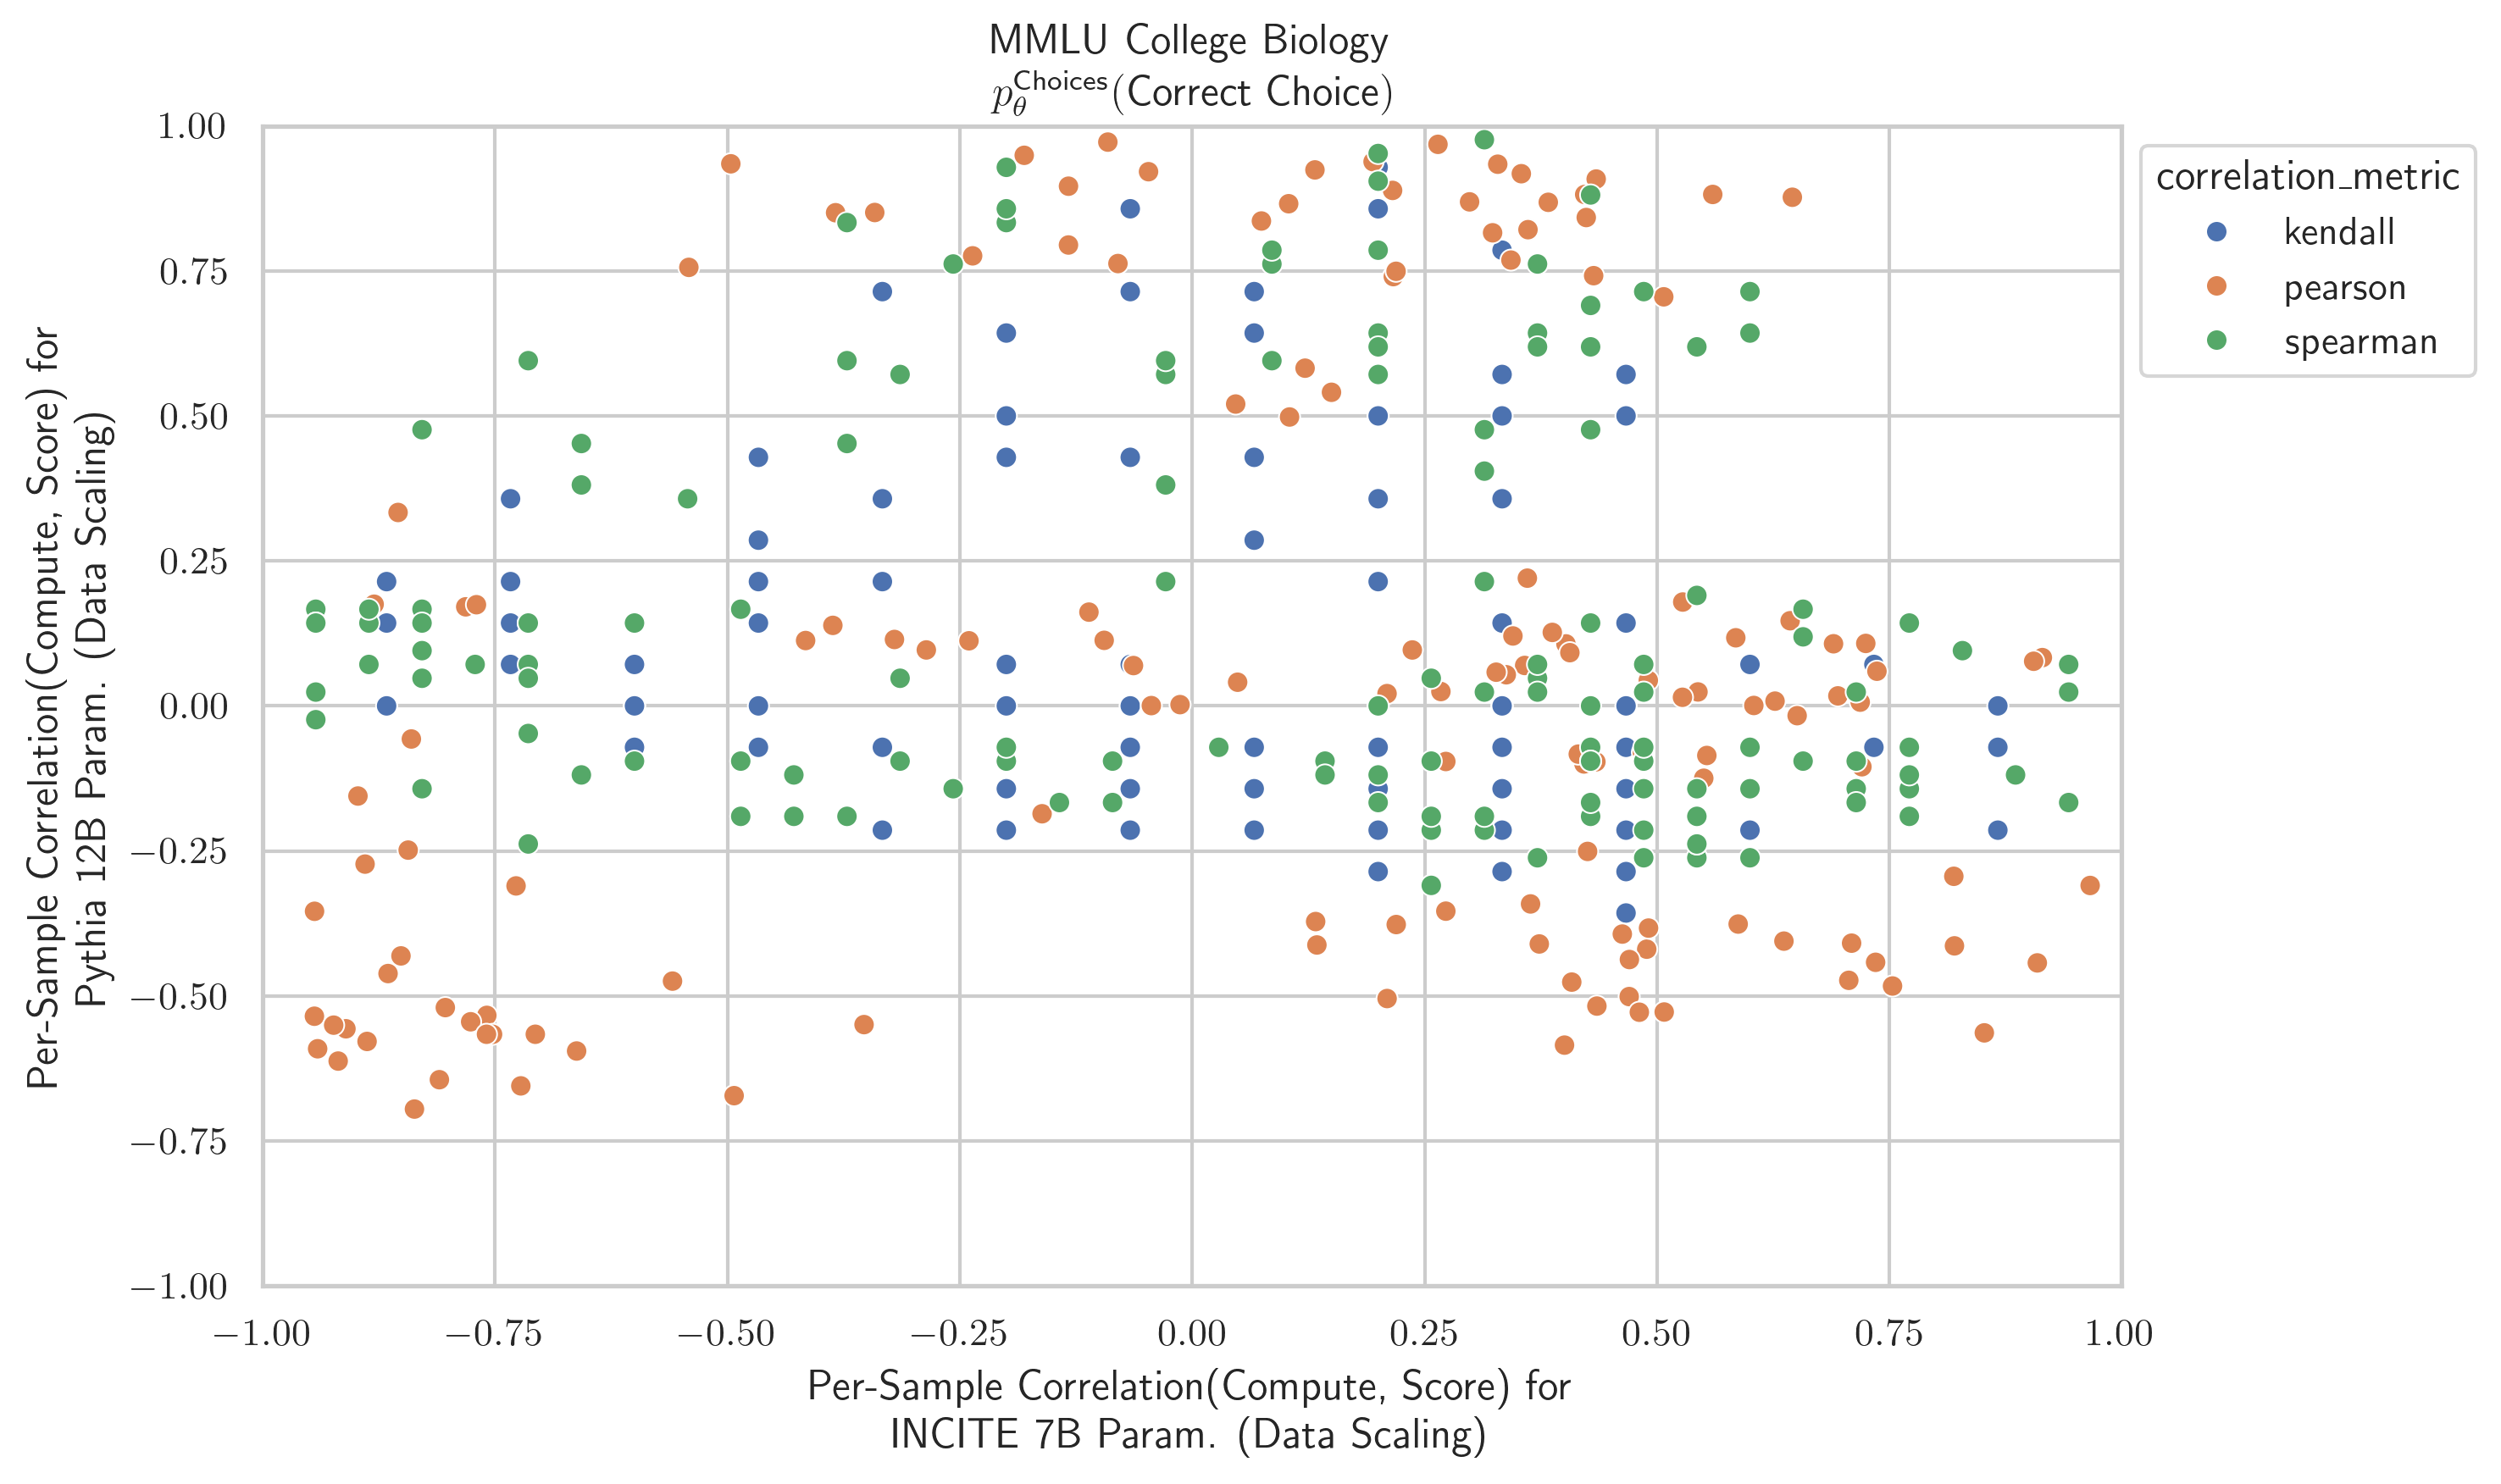 MMLU College Biology
p_θ^Choices(Correct Choice)
1.00
0.75
0.50
0.25
0.00
−0.25
−0.50
−0.75
−1.00
Per-Sample Correlation(Compute, Score) for
Pythia 12B Param. (Data Scaling)
−1.00 −0.75 −0.50 −0.25 0.00 0.25 0.50 0.75 1.00
Per-Sample Correlation(Compute, Score) for
INCITE 7B Param. (Data Scaling)
correlation_metric
kendall
pearson
spearman